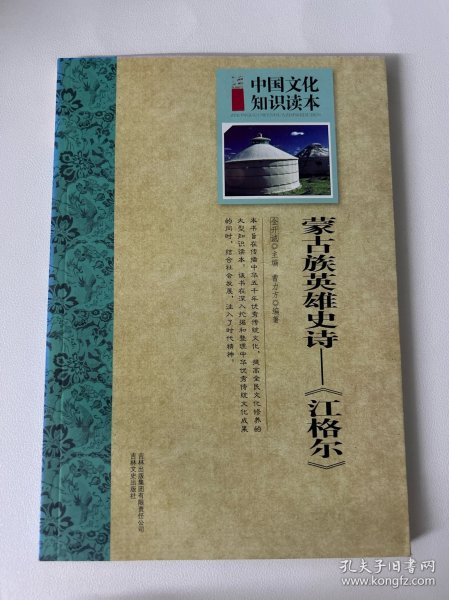 中国文化
知识读本
ZHONGGUO WENHUA ZHISHI DUBEN
蒙古族英雄史诗——《江格尔》
金开诚 主编 曹力方 编著
本书旨在传播中华五千年优秀传统文化，提高全民文化修养的
大型知识读本，该书在深入挖掘和整理中华优秀传统文化成果
的同时，结合社会发展，注入了时代精神。
吉林出版集团有限责任公司
吉林文史出版社
孔夫子旧书网
www.kongfz.com